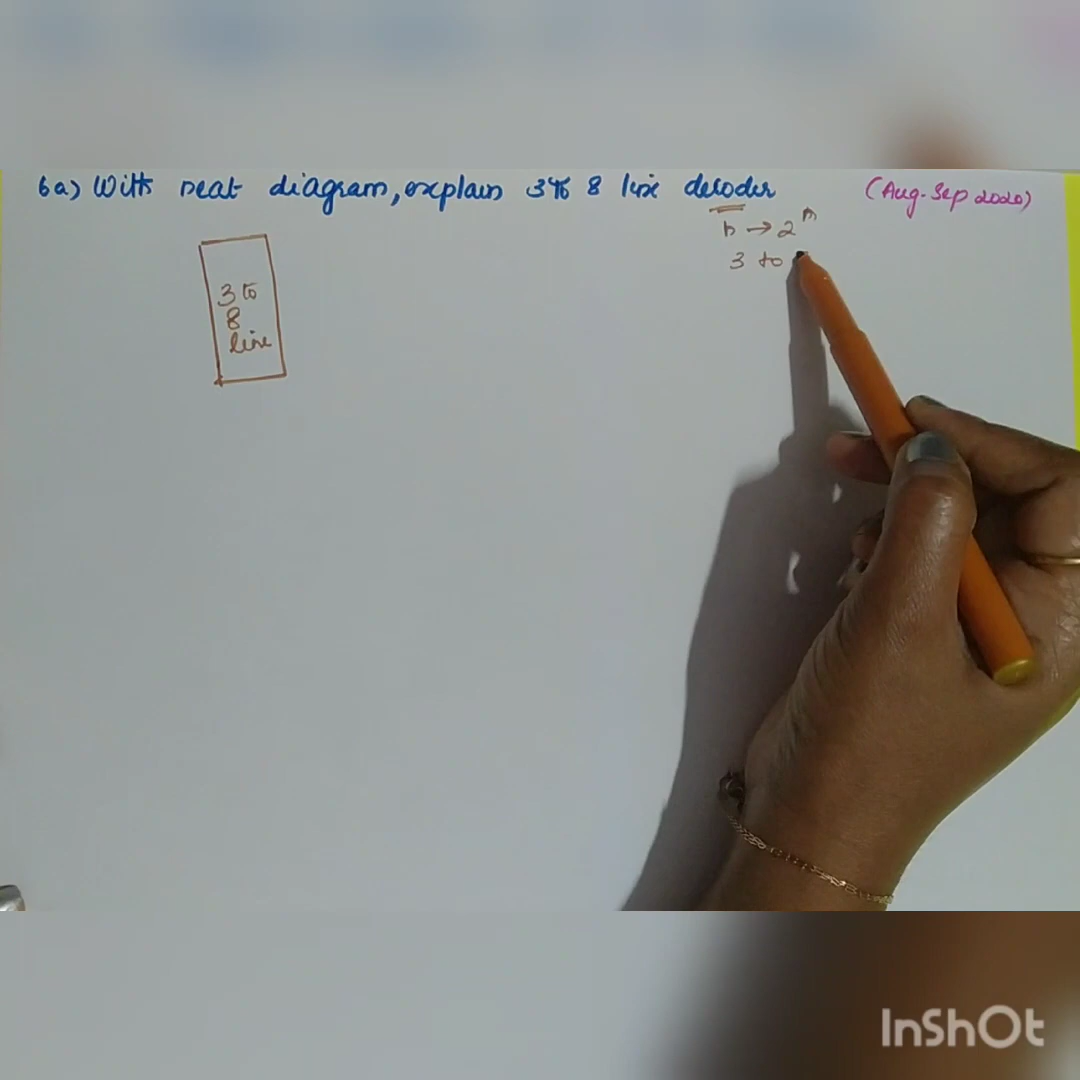 6a) With neat diagram, explain 3 to 8 line decoder (Aug-Sep 2020)
n → 2^n
3 to
3 to
8
line
InShOt